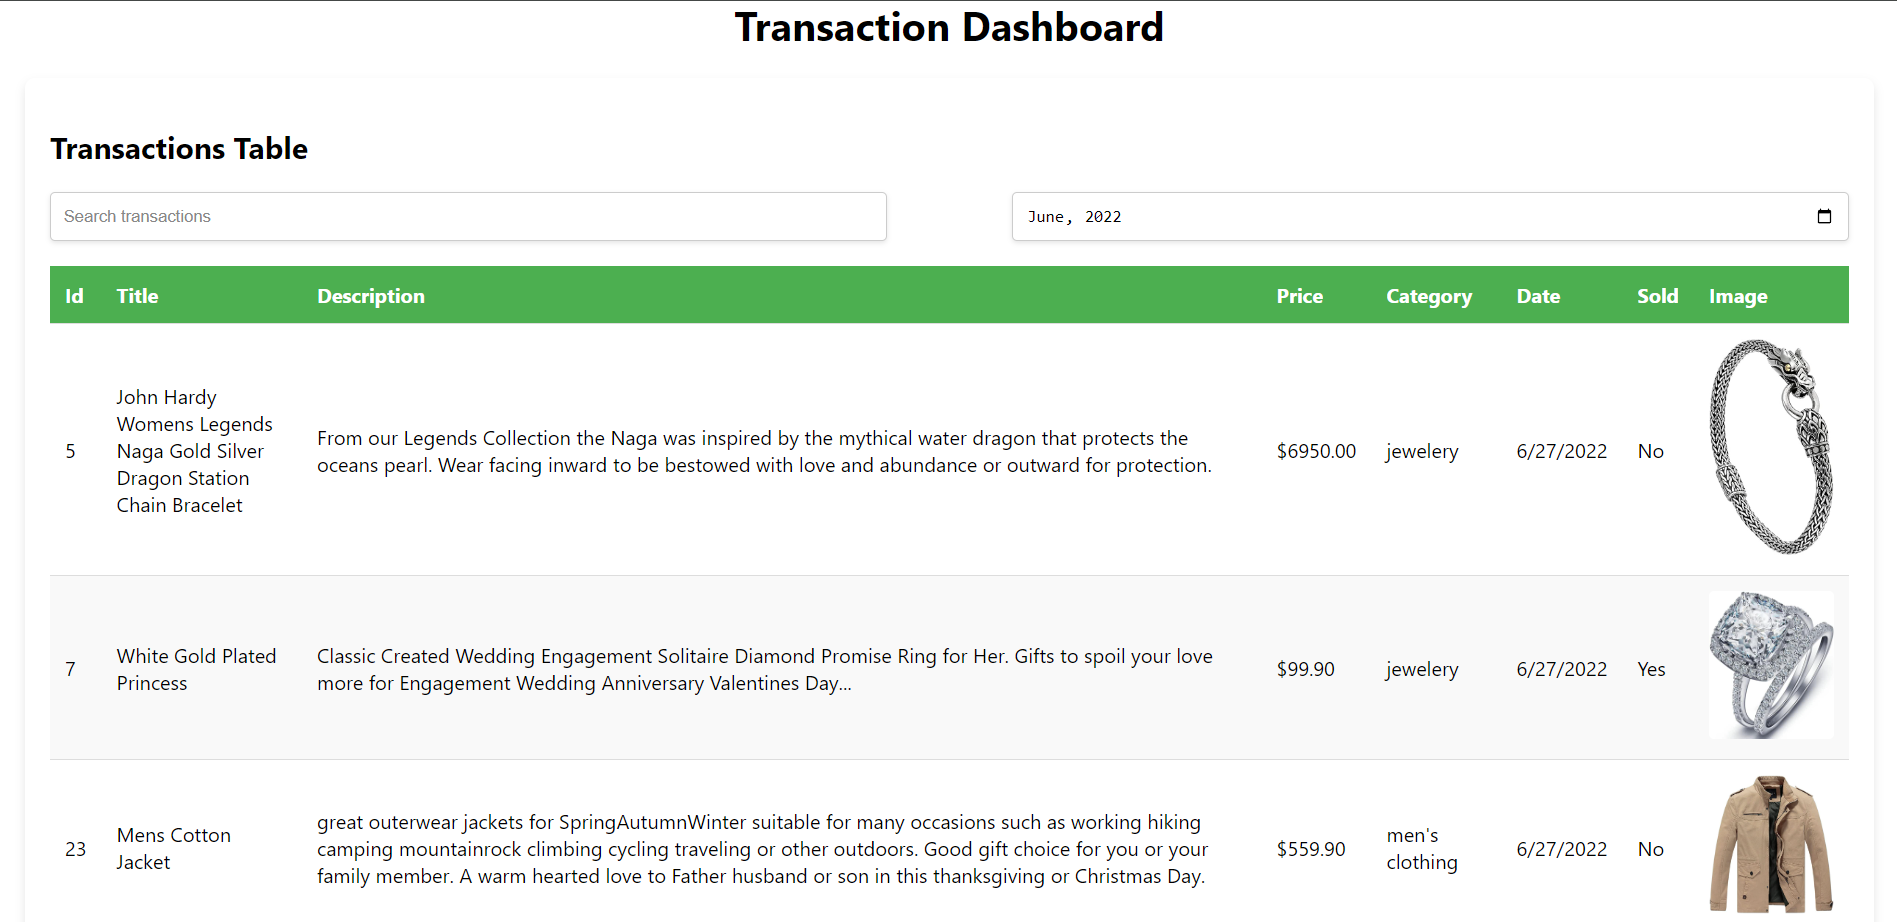 Transaction Dashboard
Transactions Table
Search transactions
June, 2022
Id Title Description Price Category Date Sold Image
5
John Hardy
Womens Legends
Naga Gold Silver
Dragon Station
Chain Bracelet
From our Legends Collection the Naga was inspired by the mythical water dragon that protects the
oceans pearl. Wear facing inward to be bestowed with love and abundance or outward for protection.
$6950.00
jewelery
6/27/2022
No
7
White Gold Plated
Princess
Classic Created Wedding Engagement Solitaire Diamond Promise Ring for Her. Gifts to spoil your love
more for Engagement Wedding Anniversary Valentines Day...
$99.90
jewelery
6/27/2022
Yes
23
Mens Cotton
Jacket
great outerwear jackets for SpringAutumnWinter suitable for many occasions such as working hiking
camping mountainrock climbing cycling traveling or other outdoors. Good gift choice for you or your
family member. A warm hearted love to Father husband or son in this thanksgiving or Christmas Day.
$559.90
men's
clothing
6/27/2022
No